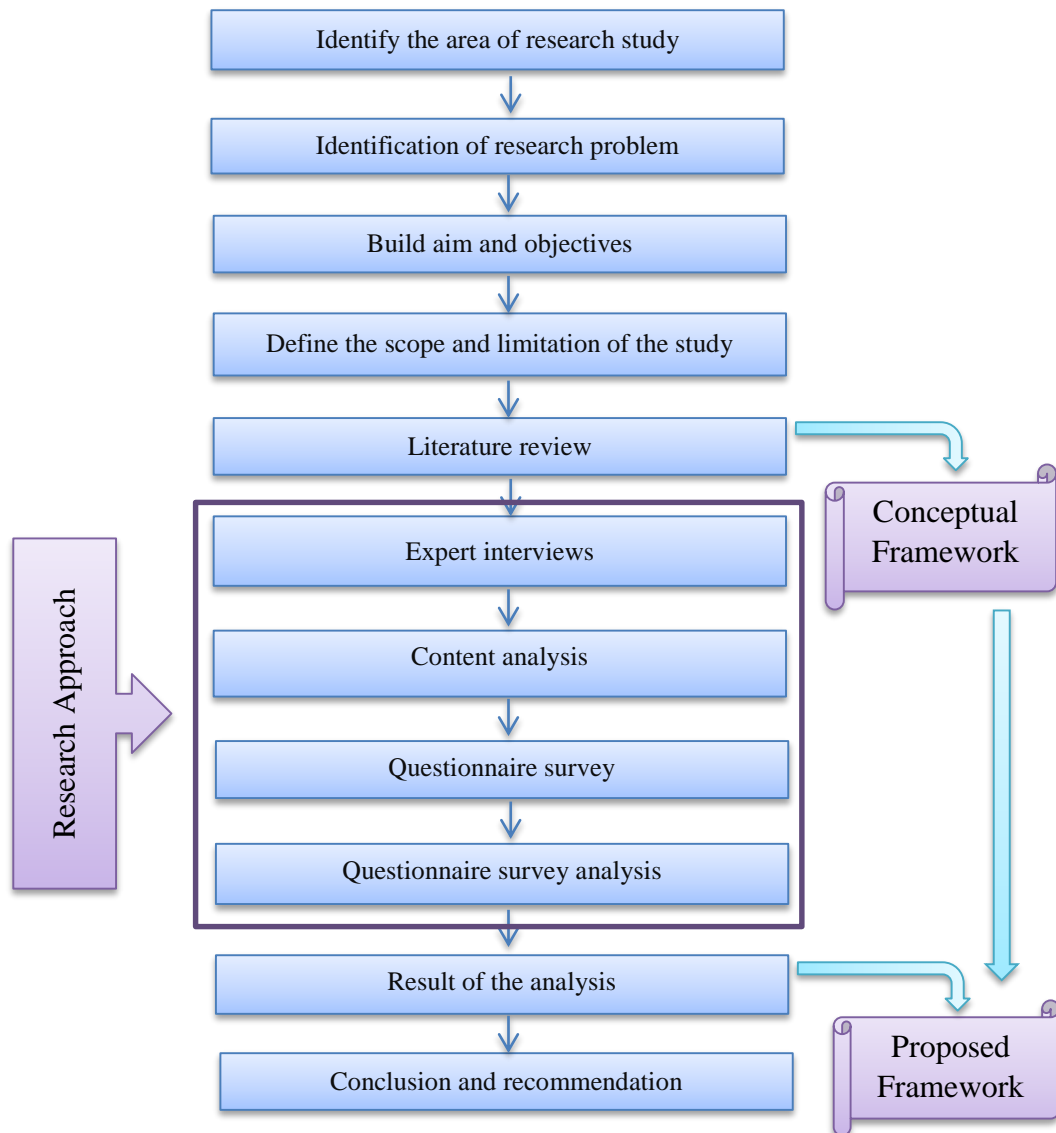 Identify the area of research study
Identification of research problem
Build aim and objectives
Define the scope and limitation of the study
Literature review
Conceptual
Framework
Expert interviews
Research Approach
Content analysis
Questionnaire survey
Questionnaire survey analysis
Result of the analysis
Proposed
Framework
Conclusion and recommendation